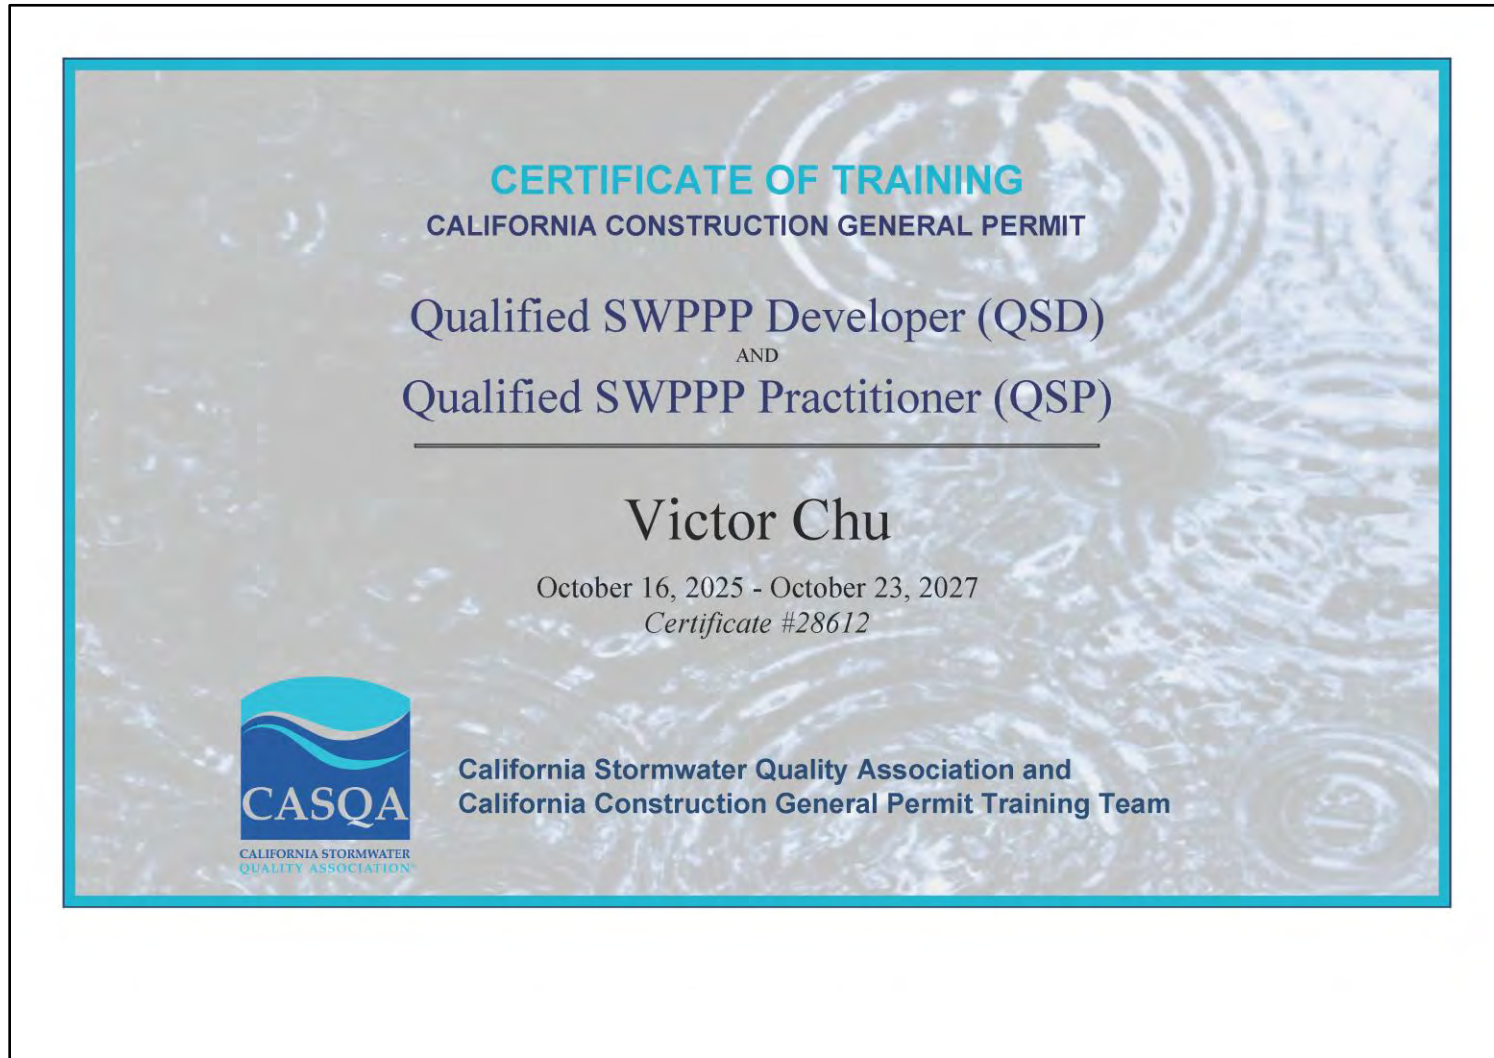 CERTIFICATE OF TRAINING
CALIFORNIA CONSTRUCTION GENERAL PERMIT
Qualified SWPPP Developer (QSD)
AND
Qualified SWPPP Practitioner (QSP)
Victor Chu
October 16, 2025 - October 23, 2027
Certificate #28612
CASQA
CALIFORNIA STORMWATER
QUALITY ASSOCIATION
California Stormwater Quality Association and
California Construction General Permit Training Team